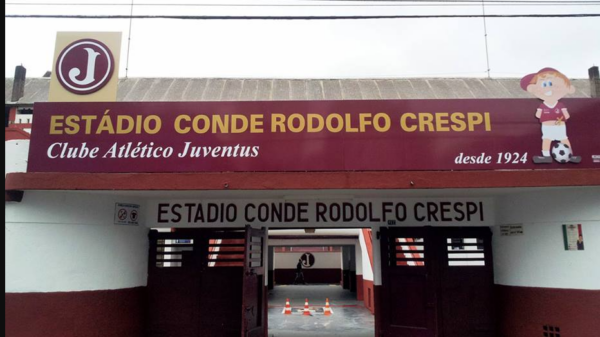 J
ESTÁDIO CONDE RODOLFO CRESPI
Clube Atlético Juventus
desde 1924
ESTADIO CONDE RODOLFO CRESPI
J